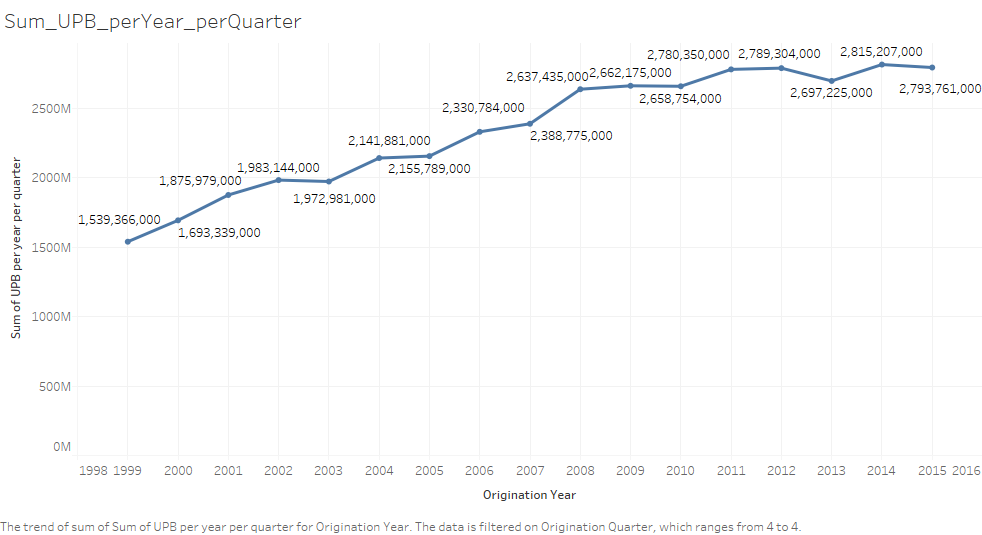 Sum_UPB_perYear_perQuarter
2,780,350,000 2,789,304,000 2,815,207,000
2,637,435,000 2,662,175,000
2,697,225,000 2,793,761,000
2,658,754,000
2,330,784,000
2500M
2,388,775,000
2,141,881,000
2,155,789,000
1,983,144,000
2000M
1,875,979,000
1,972,981,000
1,539,366,000
1,693,339,000
1500M
1000M
500M
0M
Sum of UPB per year per quarter
1998 1999 2000 2001 2002 2003 2004 2005 2006 2007 2008 2009 2010 2011 2012 2013 2014 2015 2016
Origination Year
The trend of sum of Sum of UPB per year per quarter for Origination Year. The data is filtered on Origination Quarter, which ranges from 4 to 4.